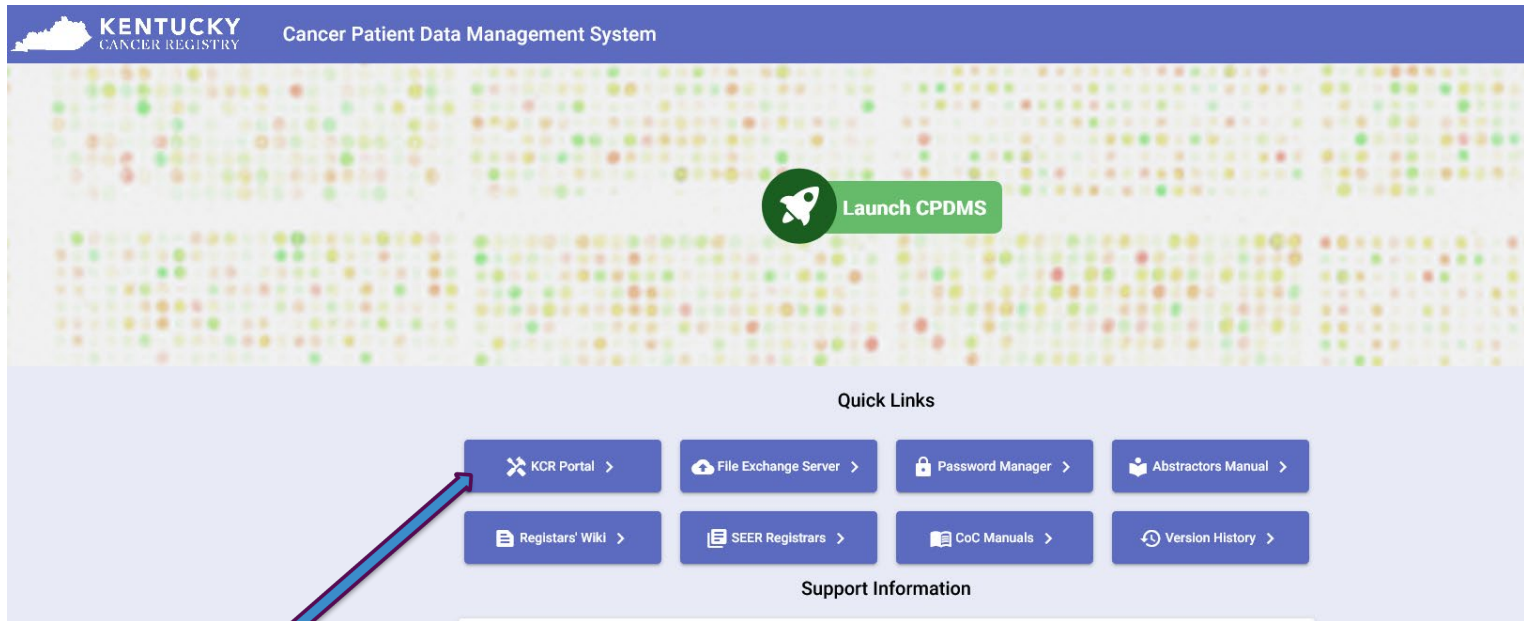 KENTUCKY
CANCER REGISTRY
Cancer Patient Data Management System
Launch CPDMS
Quick Links
KCR Portal
File Exchange Server
Password Manager
Abstractors Manual
Registars' Wiki
SEER Registrars
CoC Manuals
Version History
Support Information